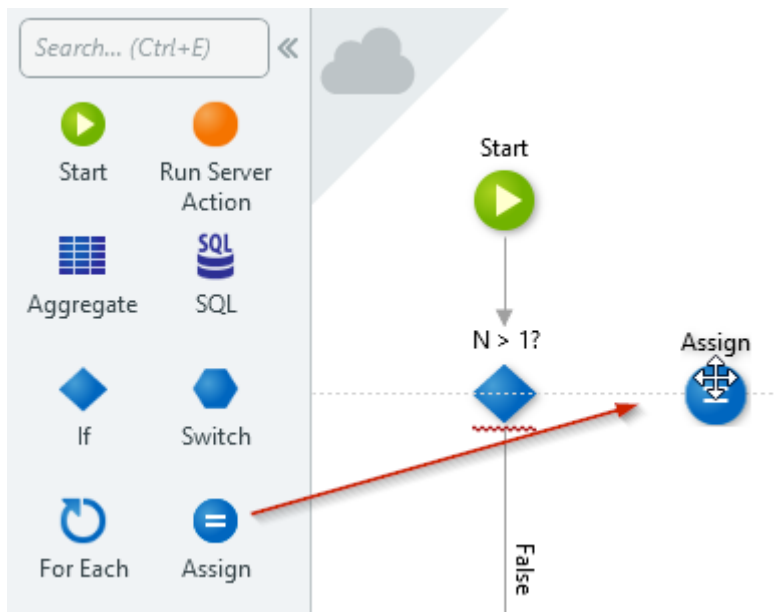 Search... (Ctrl+E)
Start
Run Server
Action
Aggregate
SQL
SQL
If
Switch
For Each
Assign
Start
N > 1?
Assign
False